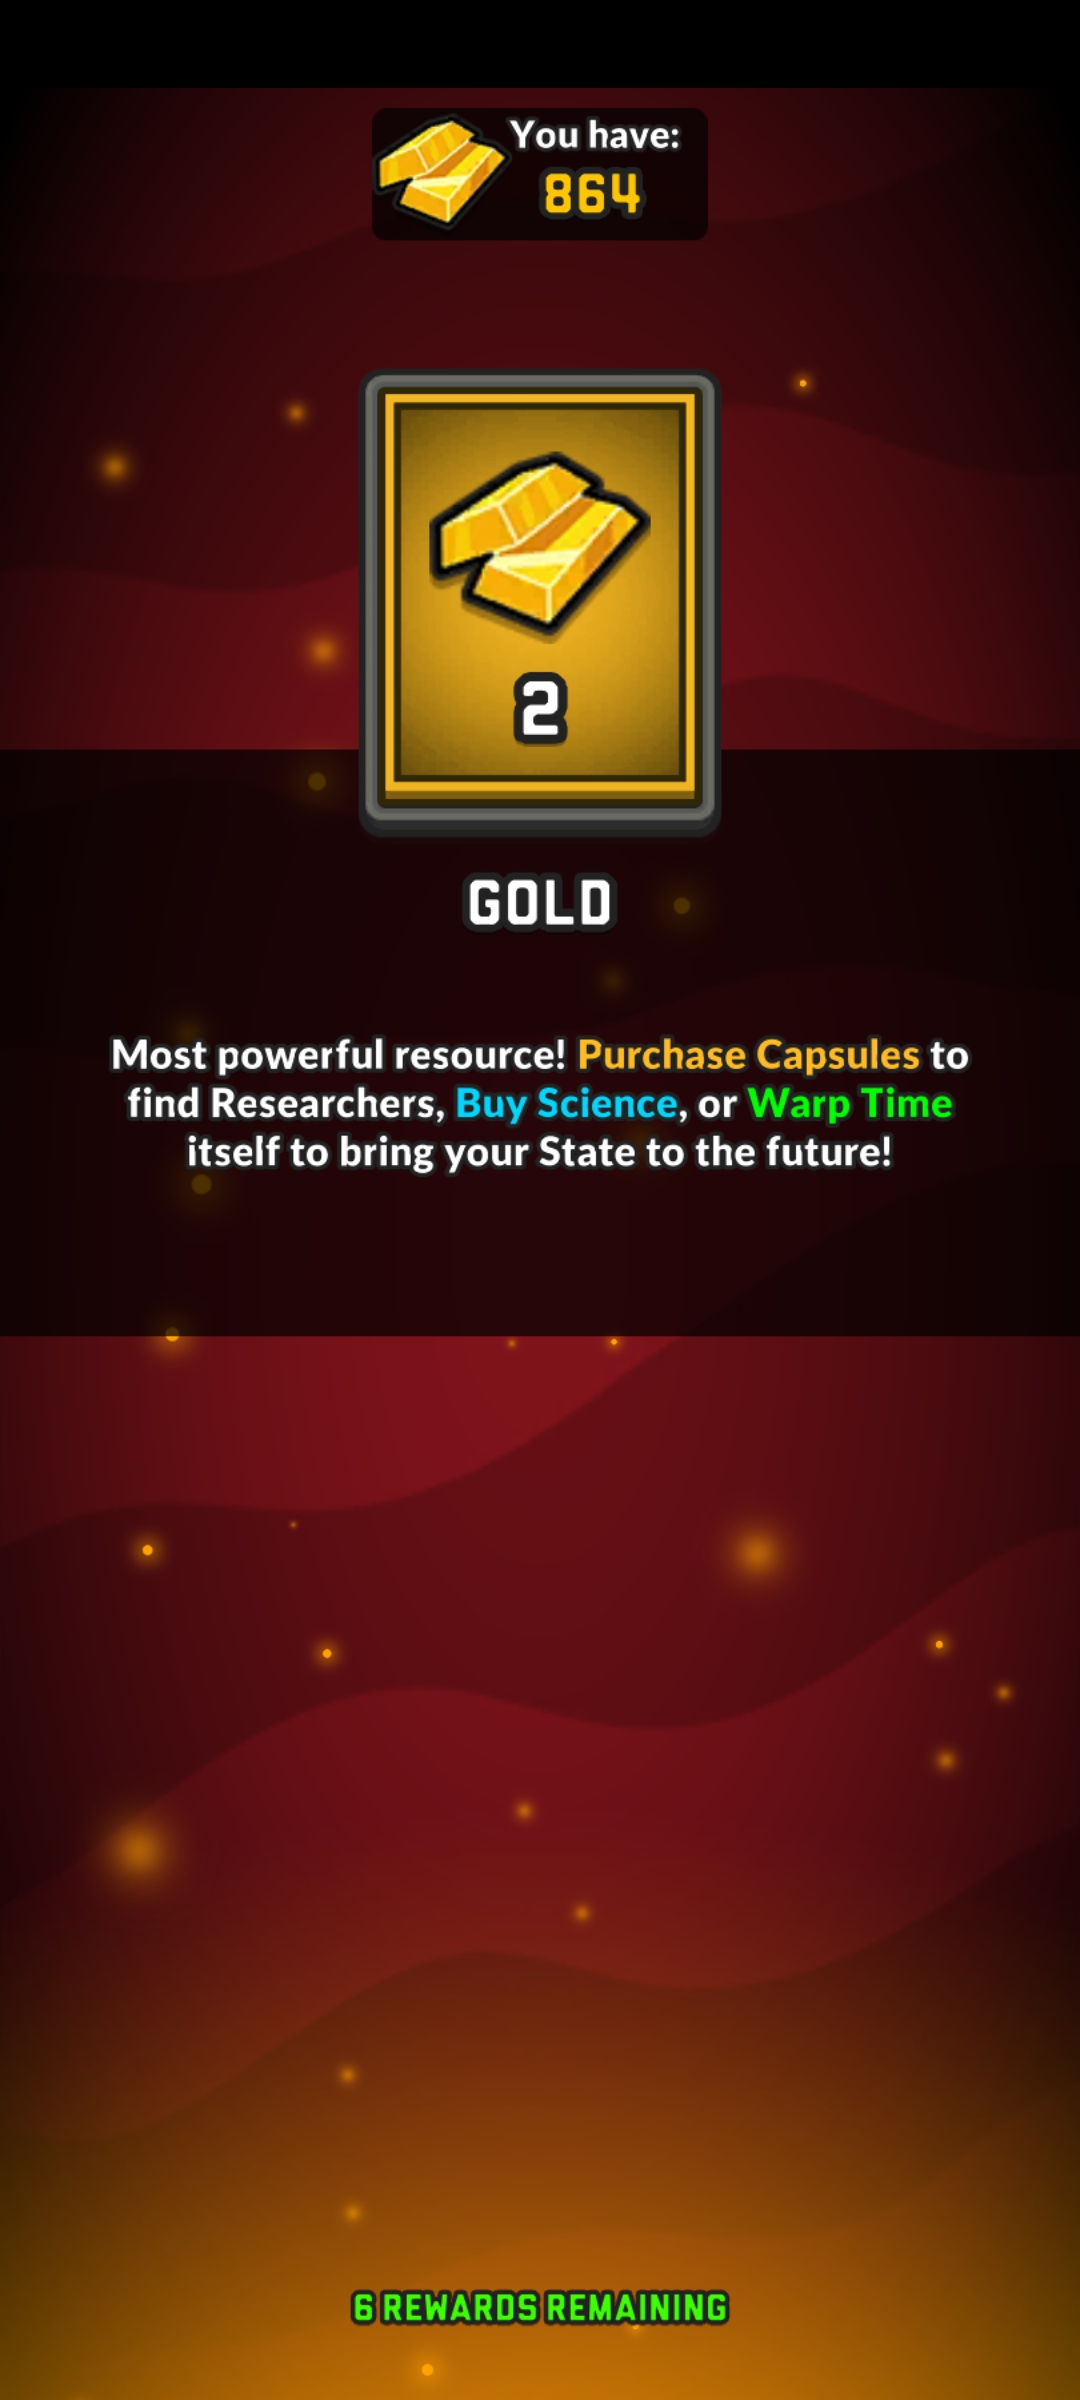 You have:
864
2
GOLD
Most powerful resource! Purchase Capsules to
find Researchers, Buy Science, or Warp Time
itself to bring your State to the future!
6 REWARDS REMAINING